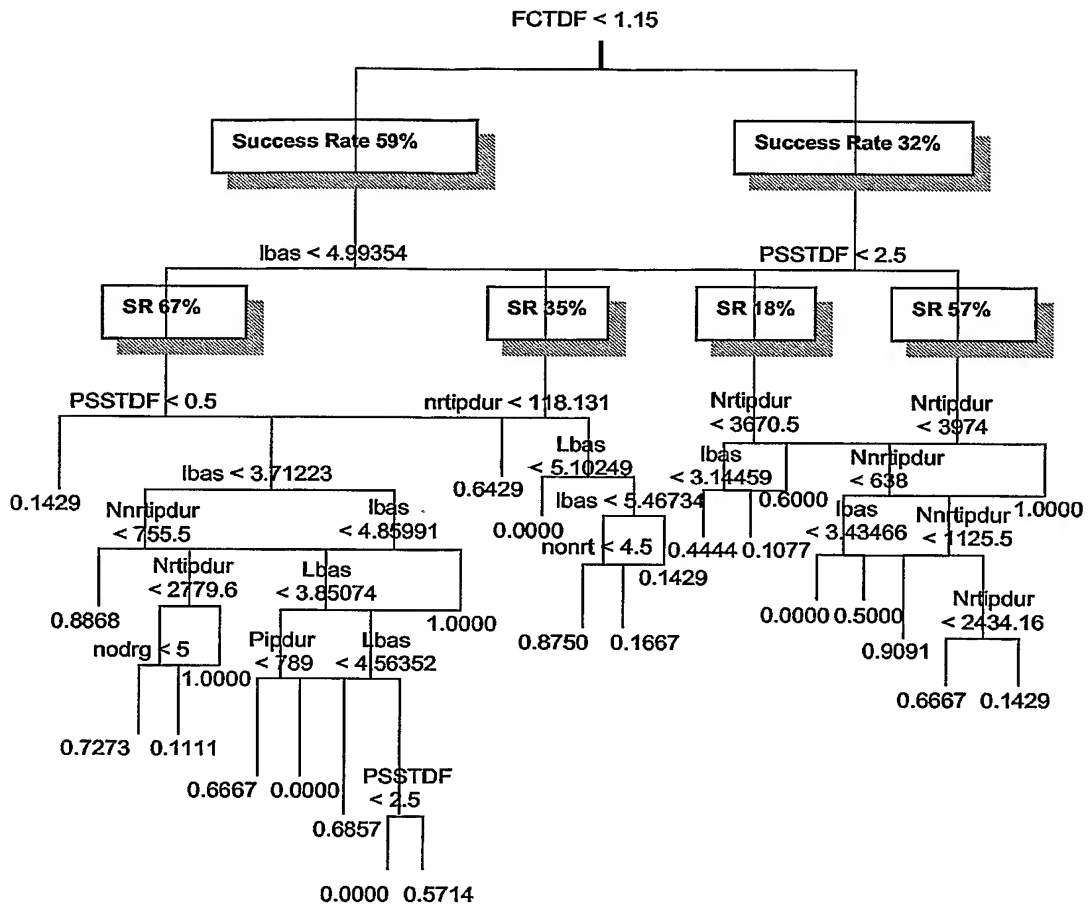 FCTDF < 1.15
Success Rate 59%
Success Rate 32%
lbas < 4.99354
PSSTDF < 2.5
SR 67%
SR 35%
SR 18%
SR 57%
PSSTDF < 0.5
nrtipdur < 118.131
Nrtipdur
< 3670.5
Nrtipdur
< 3974
0.1429
lbas < 3.71223
0.6429
Lbas
< 5.10249
lbas
< 3.14459
0.6000
Nnrtipdur
< 638
1.0000
Nnrtipdur
< 755.5
lbas
< 4.85991
0.0000
lbas < 5.46734
nonrt < 4.5
0.1429
0.4444
0.1077
lbas
< 3.43466
Nnrtipdur
< 1125.5
0.8868
Nrtipdur
< 2779.6
Lbas
< 3.85074
1.0000
0.8750
0.1667
0.0000
0.5000
0.9091
Nrtipdur
< 2434.16
nodrg < 5
1.0000
Pipdur
< 789
Lbas
< 4.56352
0.6667
0.1429
0.7273
0.1111
0.6667
0.0000
0.6857
PSSTDF
< 2.5
0.0000
0.5714